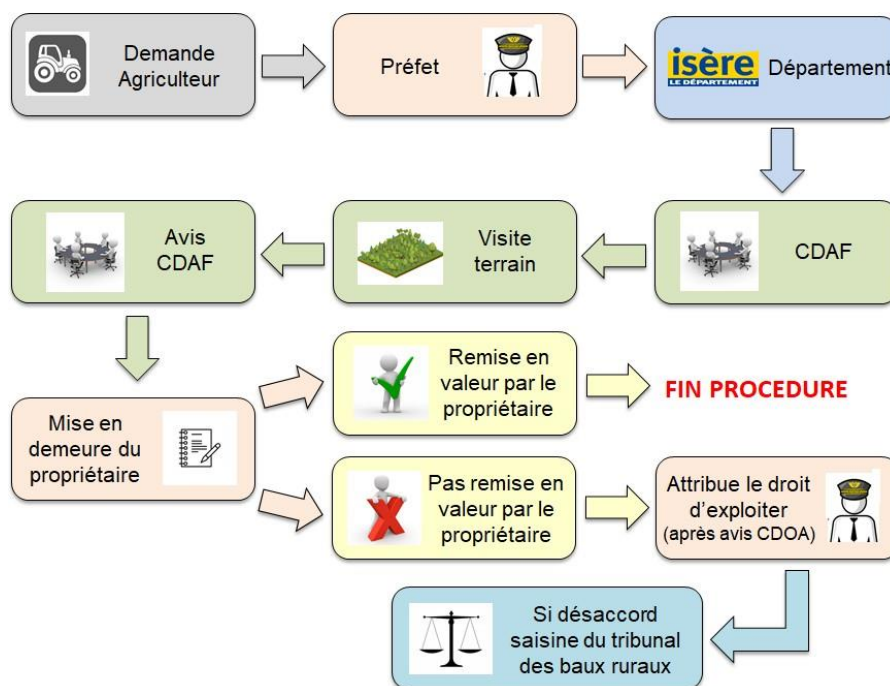 Demande
Agriculteur
Préfet
isère
LE DÉPARTEMENT
Département
CDAF
Visite
terrain
Avis
CDAF
Mise en
demeure du
propriétaire
Remise en
valeur par le
propriétaire
FIN PROCEDURE
Pas remise en
valeur par le
propriétaire
Attribue le droit
d'exploiter
(après avis CDOA)
Si désaccord
saisine du tribunal
des baux ruraux